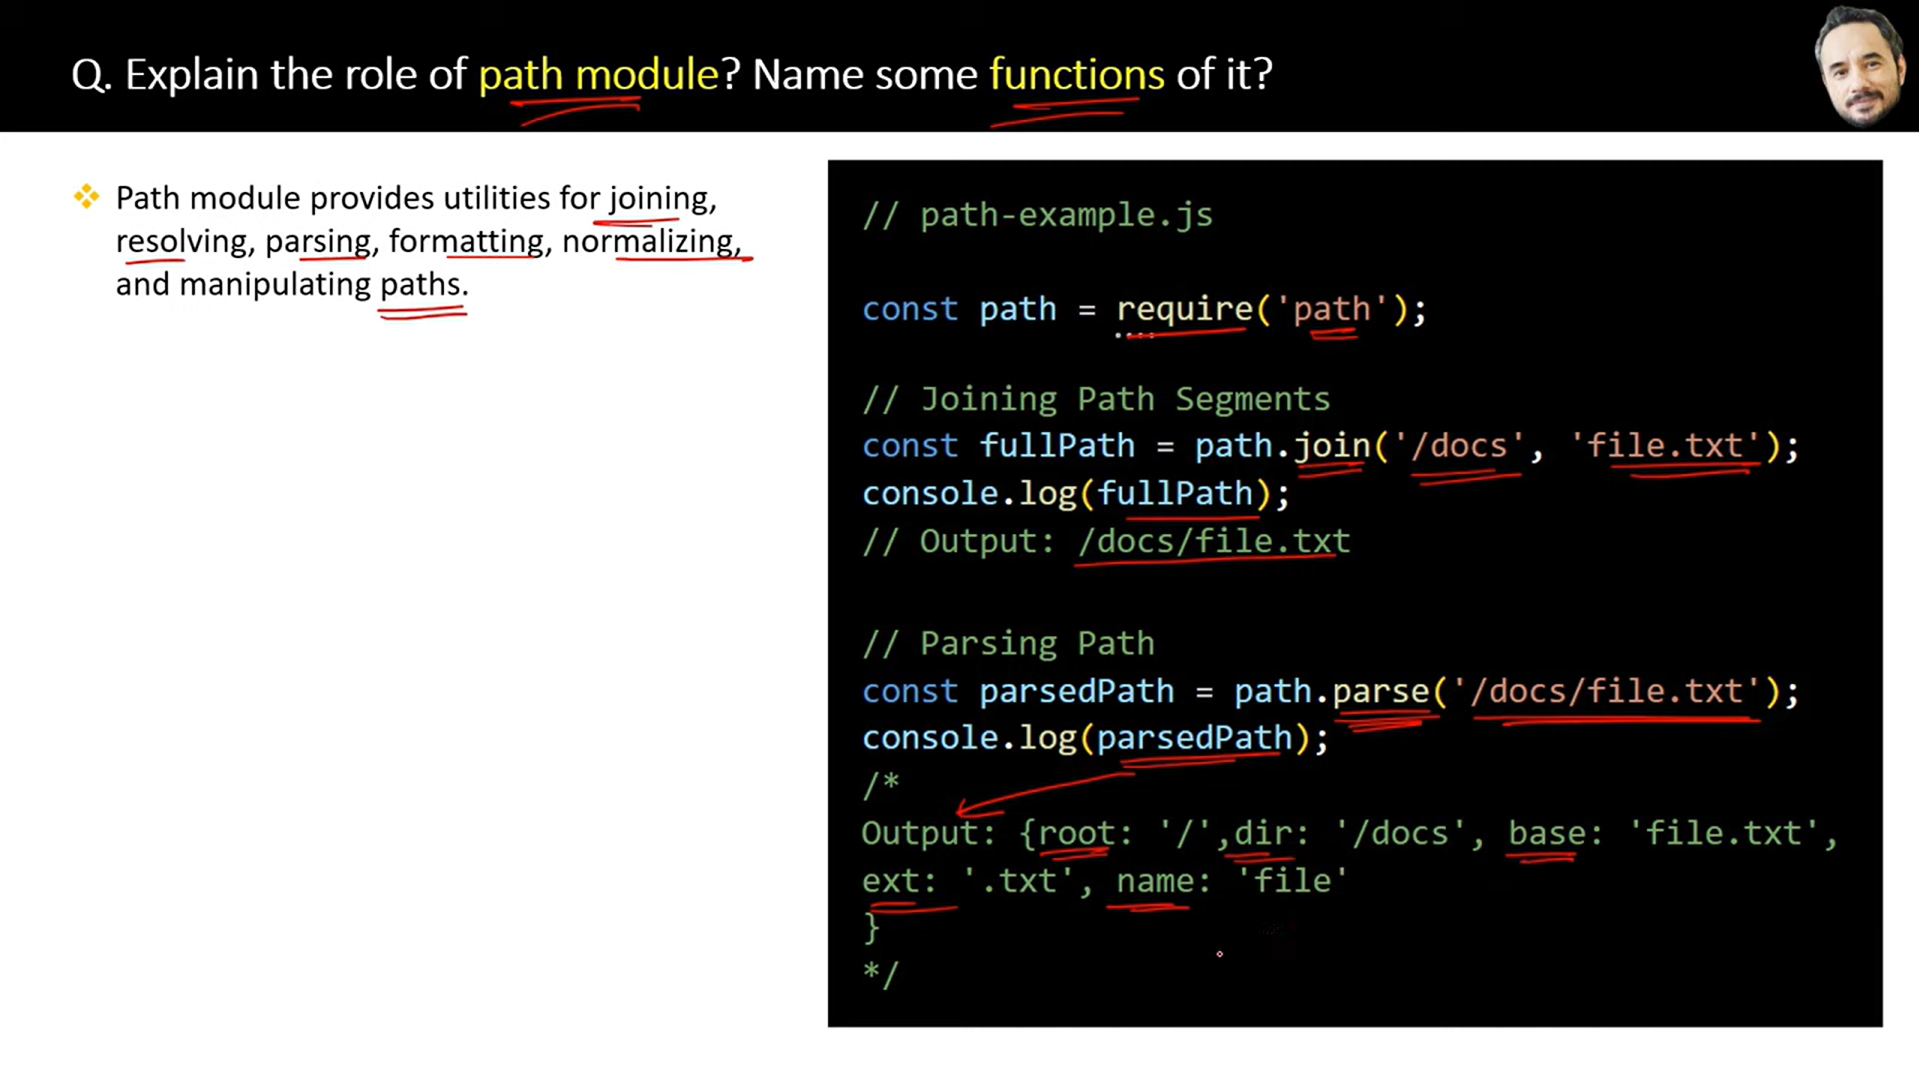 Q. Explain the role of path module? Name some functions of it?
Path module provides utilities for joining,
resolving, parsing, formatting, normalizing,
and manipulating paths.
// path-example.js
const path = require('path');
// Joining Path Segments
const fullPath = path.join('/docs', 'file.txt');
console.log(fullPath);
// Output: /docs/file.txt
// Parsing Path
const parsedPath = path.parse('/docs/file.txt');
console.log(parsedPath);
/*
Output: {root: '/',dir: '/docs', base: 'file.txt',
ext: '.txt', name: 'file'
}
*/